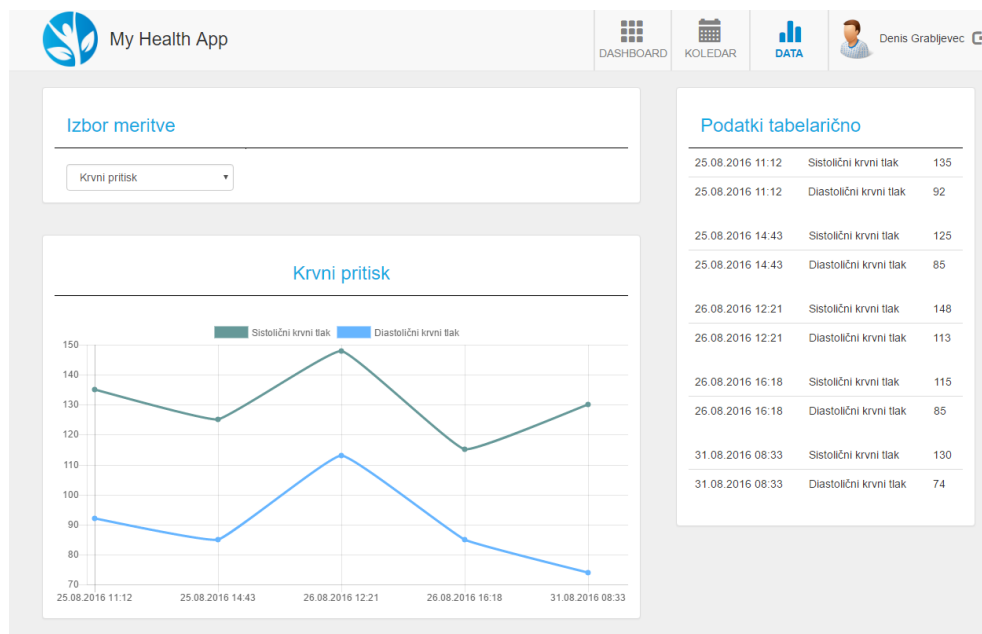 My Health App
DASHBOARD
KOLEDAR
DATA
Denis Grabljevec
Izbor meritve
Krvni pritisk
Krvni pritisk
Sistolični krvni tlak Diastolični krvni tlak
150
140
130
120
110
100
90
80
70
25.08.2016 11:12 25.08.2016 14:43 26.08.2016 12:21 26.08.2016 16:18 31.08.2016 08:33
Podatki tabelarično
25.08.2016 11:12 Sistolični krvni tlak 135
25.08.2016 11:12 Diastolični krvni tlak 92
25.08.2016 14:43 Sistolični krvni tlak 125
25.08.2016 14:43 Diastolični krvni tlak 85
26.08.2016 12:21 Sistolični krvni tlak 148
26.08.2016 12:21 Diastolični krvni tlak 113
26.08.2016 16:18 Sistolični krvni tlak 115
26.08.2016 16:18 Diastolični krvni tlak 85
31.08.2016 08:33 Sistolični krvni tlak 130
31.08.2016 08:33 Diastolični krvni tlak 74